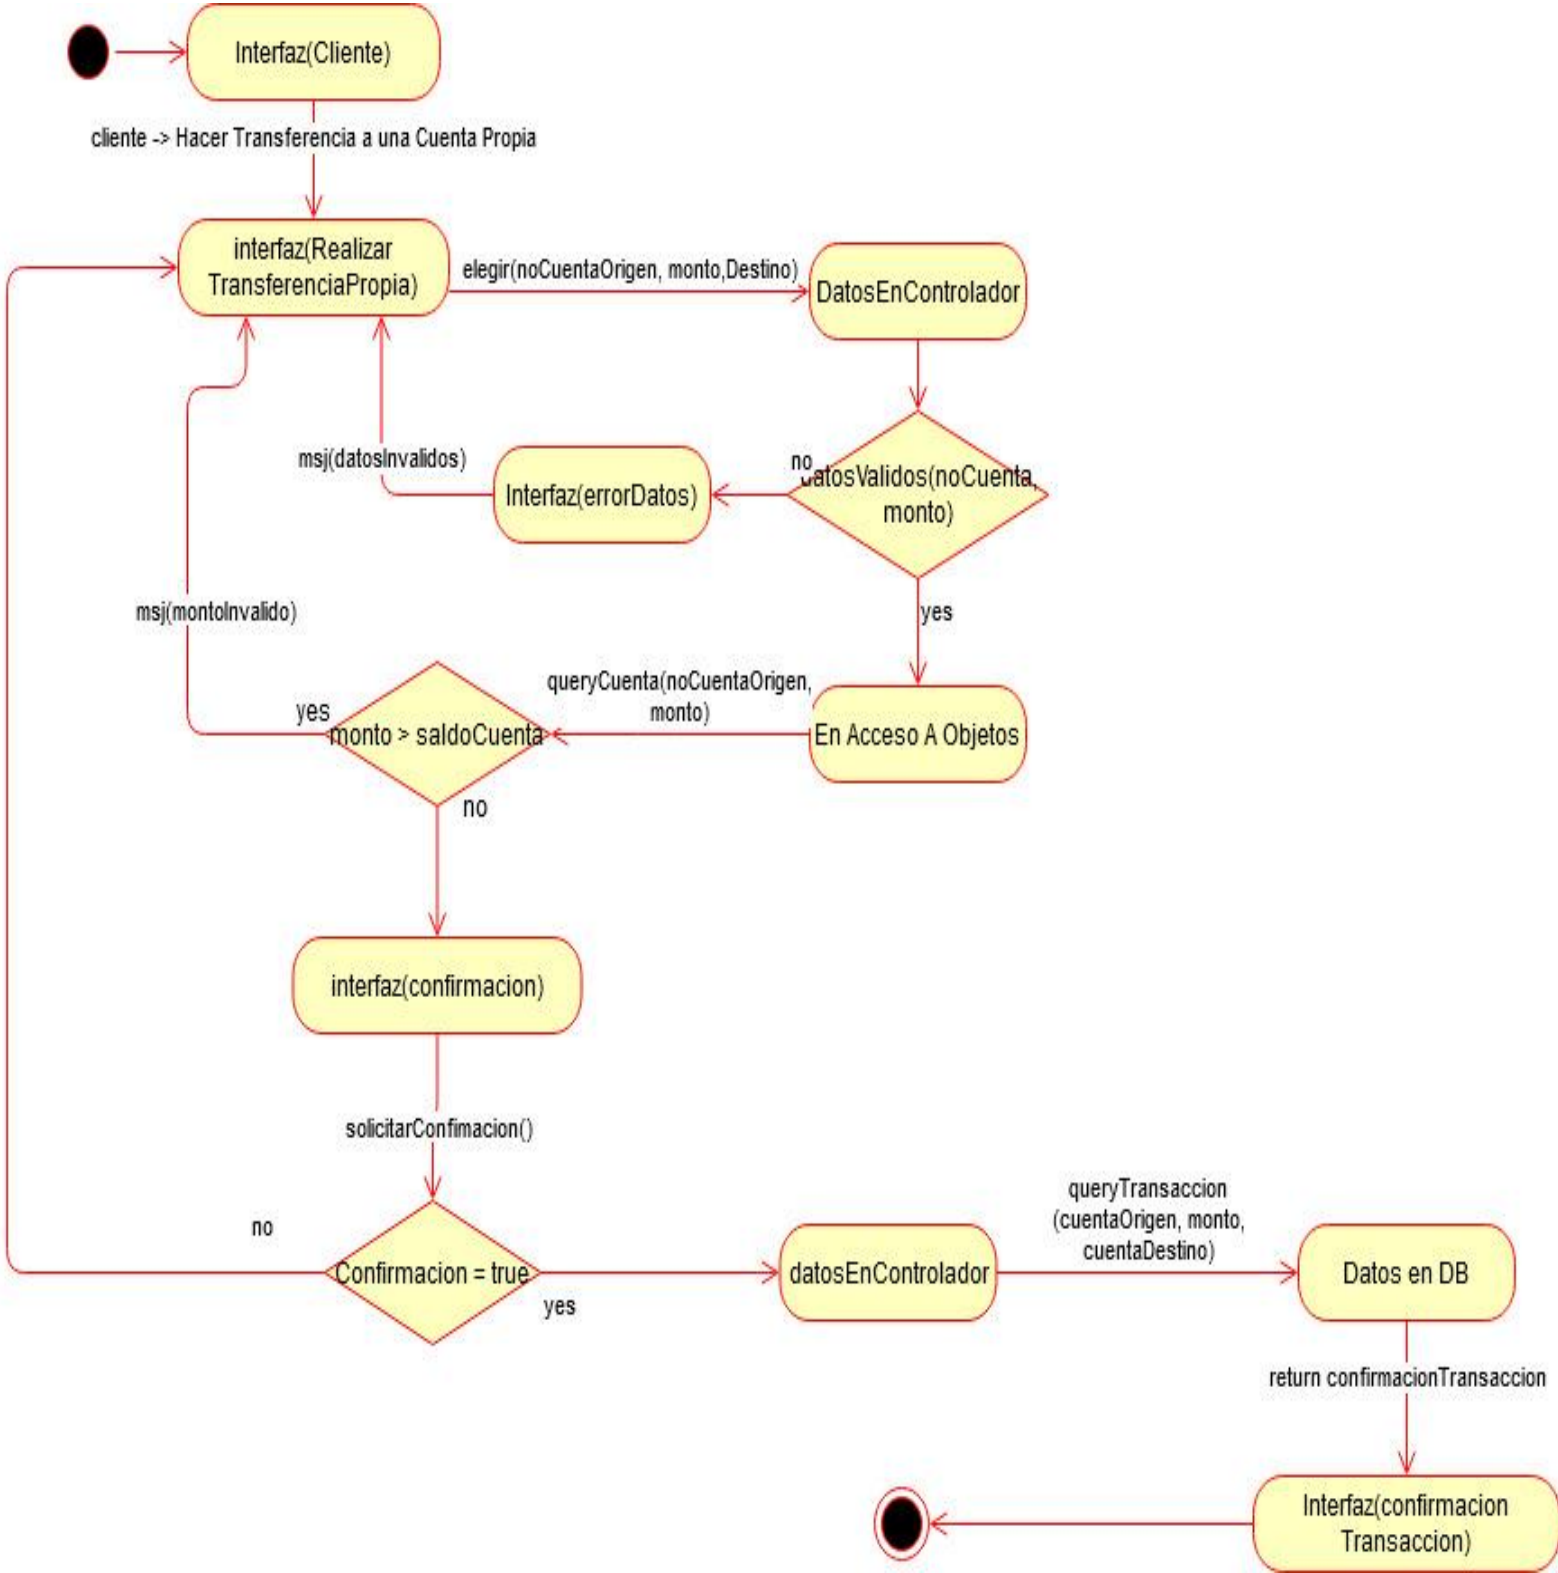 Interfaz(Cliente)
cliente -> Hacer Transferencia a una Cuenta Propia
interfaz(Realizar
TransferenciaPropia)
elegir(noCuentaOrigen, monto,Destino)
DatosEnControlador
msj(datosInvalidos)
no
datosValidos(noCuenta,
monto)
Interfaz(errorDatos)
msj(montoInvalido)
yes
queryCuenta(noCuentaOrigen,
monto)
yes
monto > saldoCuenta
En Acceso A Objetos
no
interfaz(confirmacion)
solicitarConfimacion()
queryTransaccion
(cuentaOrigen, monto,
cuentaDestino)
no
Confirmacion = true
yes
datosEnControlador
Datos en DB
return confirmacionTransaccion
Interfaz(confirmacion
Transaccion)